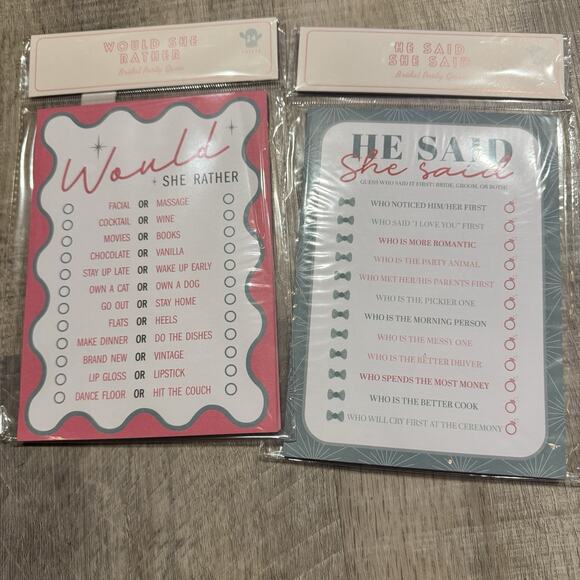 WOULD SHE
RATHER
Bridal Party Game
Would
SHE RATHER
FACIAL OR MASSAGE
COCKTAIL OR WINE
MOVIES OR BOOKS
CHOCOLATE OR VANILLA
STAY UP LATE OR WAKE UP EARLY
OWN A CAT OR OWN A DOG
GO OUT OR STAY HOME
FLATS OR HEELS
MAKE DINNER OR DO THE DISHES
BRAND NEW OR VINTAGE
LIP GLOSS OR LIPSTICK
DANCE FLOOR OR HIT THE COUCH
HE SAID
SHE SAID
Bridal Party Game
HE SAID
She said
GUESS WHO SAID IT FIRST: BRIDE, GROOM, OR BOTH!
WHO NOTICED HIM/HER FIRST
WHO SAID "I LOVE YOU" FIRST
WHO IS MORE ROMANTIC
WHO IS THE PARTY ANIMAL
WHO MET HER/HIS PARENTS FIRST
WHO IS THE PICKIER ONE
WHO IS THE MORNING PERSON
WHO IS THE MESSY ONE
WHO IS THE BETTER DRIVER
WHO SPENDS THE MOST MONEY
WHO IS THE BETTER COOK
WHO WILL CRY FIRST AT THE CEREMONY